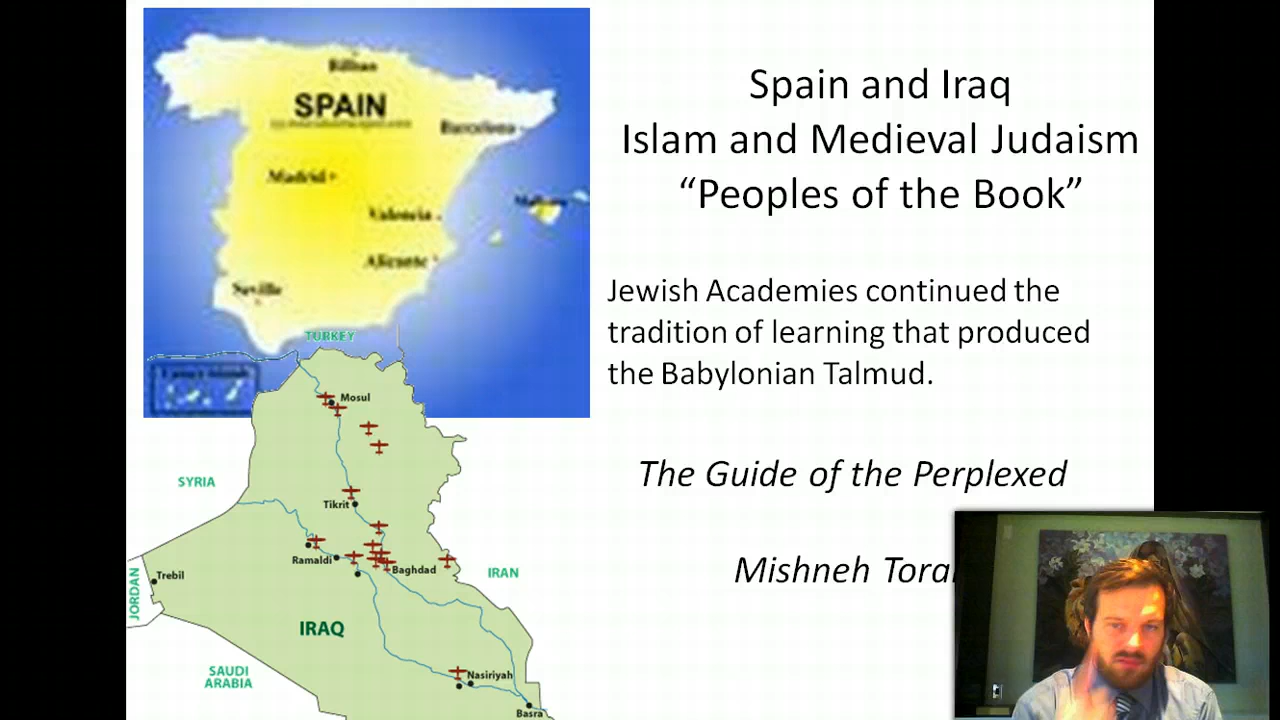 Spain and Iraq
Islam and Medieval Judaism
“Peoples of the Book”
Jewish Academies continued the
tradition of learning that produced
the Babylonian Talmud.
The Guide of the Perplexed
Mishneh Torah
Bilbao
SPAIN
Barcelona
Madrid
Valencia
Alicante
Seville
TURKEY
Mosul
SYRIA
Tikrit
Ramaldi
Baghdad
IRAN
Trebil
JORDAN
IRAQ
SAUDI
ARABIA
Nasiriyah
Basra